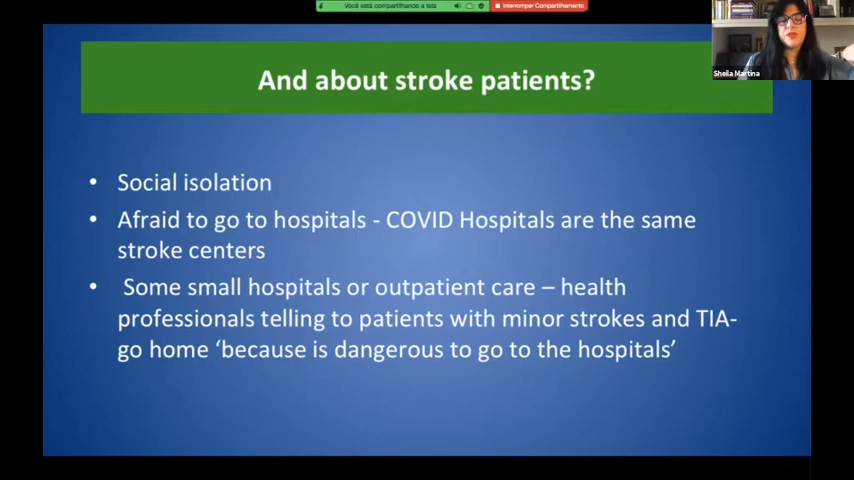 Você está compartilhando a tela
Interromper Compartilhamento
Sheila Martins
And about stroke patients?
• Social isolation
• Afraid to go to hospitals - COVID Hospitals are the same
stroke centers
• Some small hospitals or outpatient care – health
professionals telling to patients with minor strokes and TIA-
go home ‘because is dangerous to go to the hospitals’